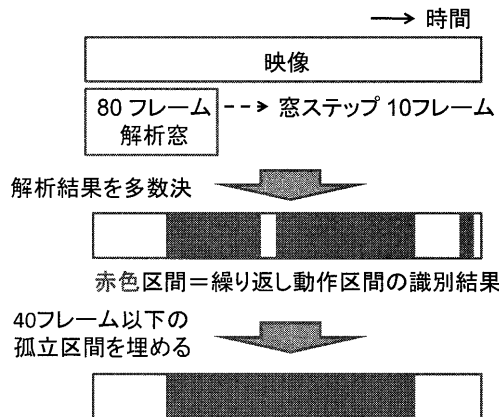 時間
映像
80 フレーム
解析窓
窓ステップ 10フレーム
解析結果を多数決
赤色区間＝繰り返し動作区間の識別結果
40フレーム以下の
孤立区間を埋める